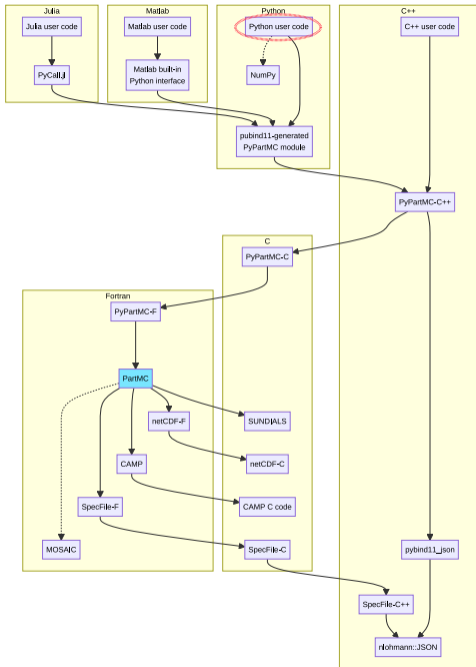 Julia
Matlab
Python
C++
Julia user code
Matlab user code
Python user code
C++ user code
PyCall.jl
Matlab built-in
Python interface
NumPy
pubind11-generated
PyPartMC module
PyPartMC-C++
C
PyPartMC-C
Fortran
PyPartMC-F
PartMC
netCDF-F
SUNDIALS
CAMP
netCDF-C
SpecFile-F
CAMP C code
MOSAIC
SpecFile-C
pybind11_json
SpecFile-C++
nlohmann::JSON